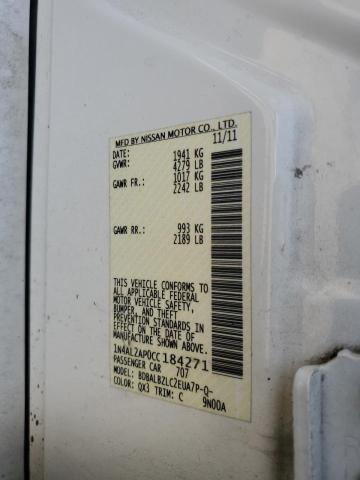 MFD BY NISSAN MOTOR CO., LTD.
11/11
DATE: 1941 KG
GVWR: 4279 LB
GAWR FR: 1017 KG
2242 LB
GAWR RR: 993 KG
2189 LB
THIS VEHICLE CONFORMS TO
ALL APPLICABLE FEDERAL
MOTOR VEHICLE SAFETY,
BUMPER, AND THEFT
PREVENTION STANDARDS
IN EFFECT ON THE DATE OF
MANUFACTURE SHOWN ABOVE.
1N4AL2AP0CC184271
PASSENGER CAR 707
MODEL: BDBALBZLC2EUA7P-Q-
COLOR: QX3 TRIM: C 9N00A